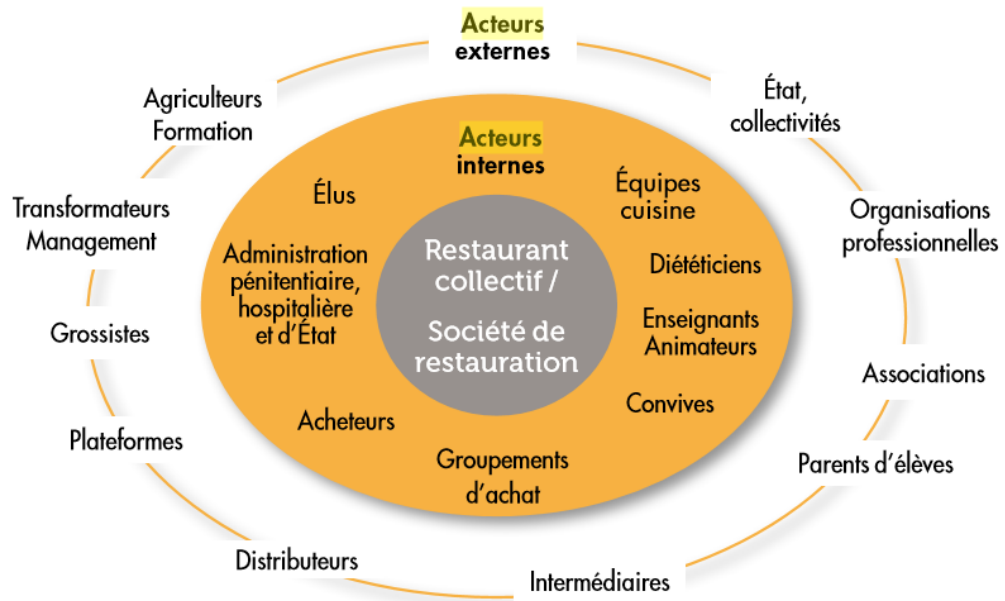 Acteurs
externes
Agriculteurs
Formation
État,
collectivités
Acteurs
internes
Élus
Équipes
cuisine
Transformateurs
Management
Organisations
professionnelles
Administration
pénitentiaire,
hospitalière
et d'État
Restaurant
collectif /
Société de
restauration
Diététiciens
Enseignants
Animateurs
Grossistes
Associations
Acheteurs
Convives
Plateformes
Groupements
d'achat
Parents d'élèves
Distributeurs
Intermédiaires